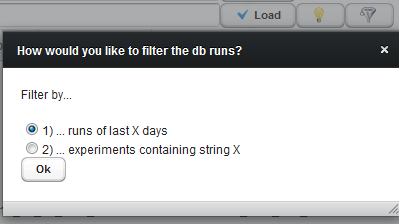 Load
How would you like to filter the db runs?
Filter by...
1) ... runs of last X days
2) ... experiments containing string X
Ok